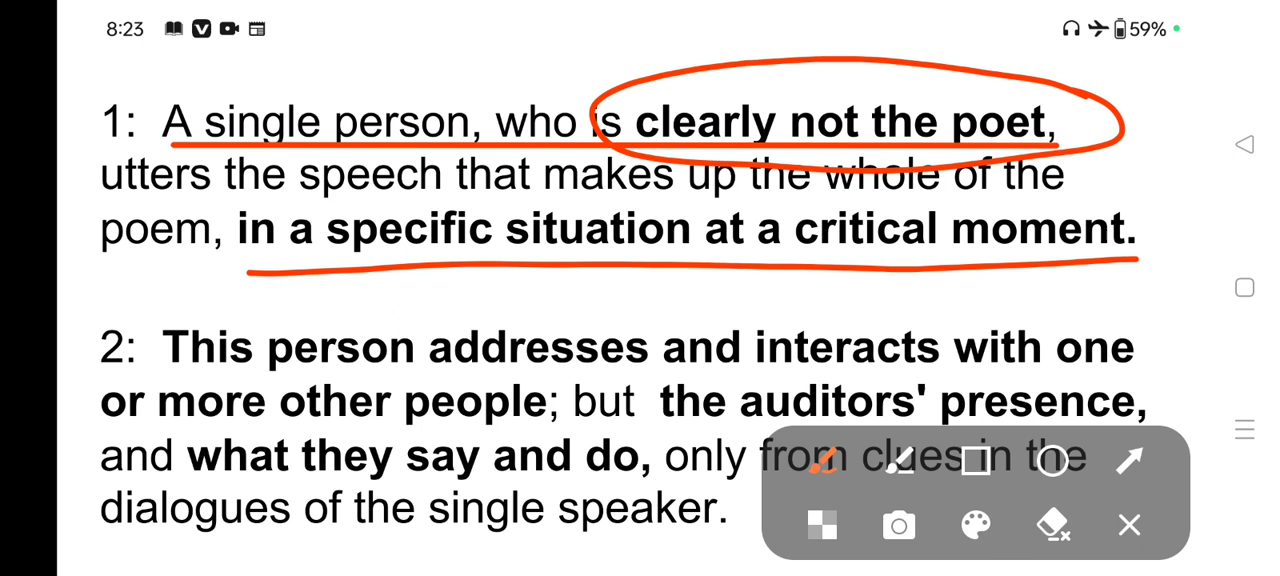 8:23 59%
1: A single person, who is clearly not the poet,
utters the speech that makes up the whole of the
poem, in a specific situation at a critical moment.
2: This person addresses and interacts with one
or more other people; but the auditors' presence,
and what they say and do, only from clues in the
dialogues of the single speaker.